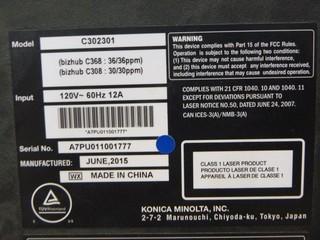 Model C302301
(bizhub C368 : 36/36ppm)
(bizhub C308 : 30/30ppm)
Input 120V~ 60Hz 12A
*A7PU011001777*
Serial No. A7PU011001777
MANUFACTURED: JUNE,2015
WX MADE IN CHINA
WARNING
This device complies with Part 15 of the FCC Rules.
Operation is subject to the following two conditions:
(1) This device may not cause harmful interference, and
(2) this device must accept any interference received,
including interference that may cause undesired operation.
COMPLIES WITH 21 CFR 1040. 10 AND 1040. 11
EXCEPT FOR DEVIATIONS PURSUANT TO
LASER NOTICE NO.50, DATED JUNE 24, 2007.
CAN ICES-3(A)/NMB-3(A)
CLASS 1 LASER PRODUCT
PRODUCTO LASER CLASE 1
APPAREIL À LASER DE CLASSE 1
KONICA MINOLTA, INC.
2-7-2 Marunouchi, Chiyoda-ku, Tokyo, Japan